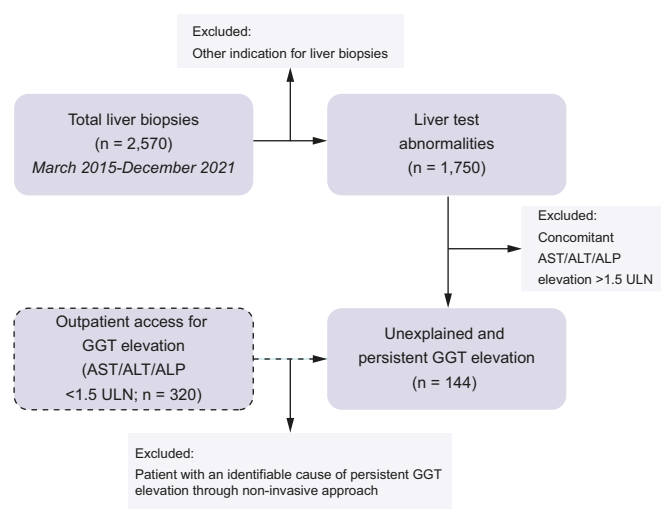 Excluded:
Other indication for liver biopsies
Total liver biopsies
(n = 2,570)
March 2015-December 2021
Liver test
abnormalities
(n = 1,750)
Excluded:
Concomitant
AST/ALT/ALP
elevation >1.5 ULN
Outpatient access for
GGT elevation
(AST/ALT/ALP
<1.5 ULN; n = 320)
Unexplained and
persistent GGT elevation
(n = 144)
Excluded:
Patient with an identifiable cause of persistent GGT
elevation through non-invasive approach